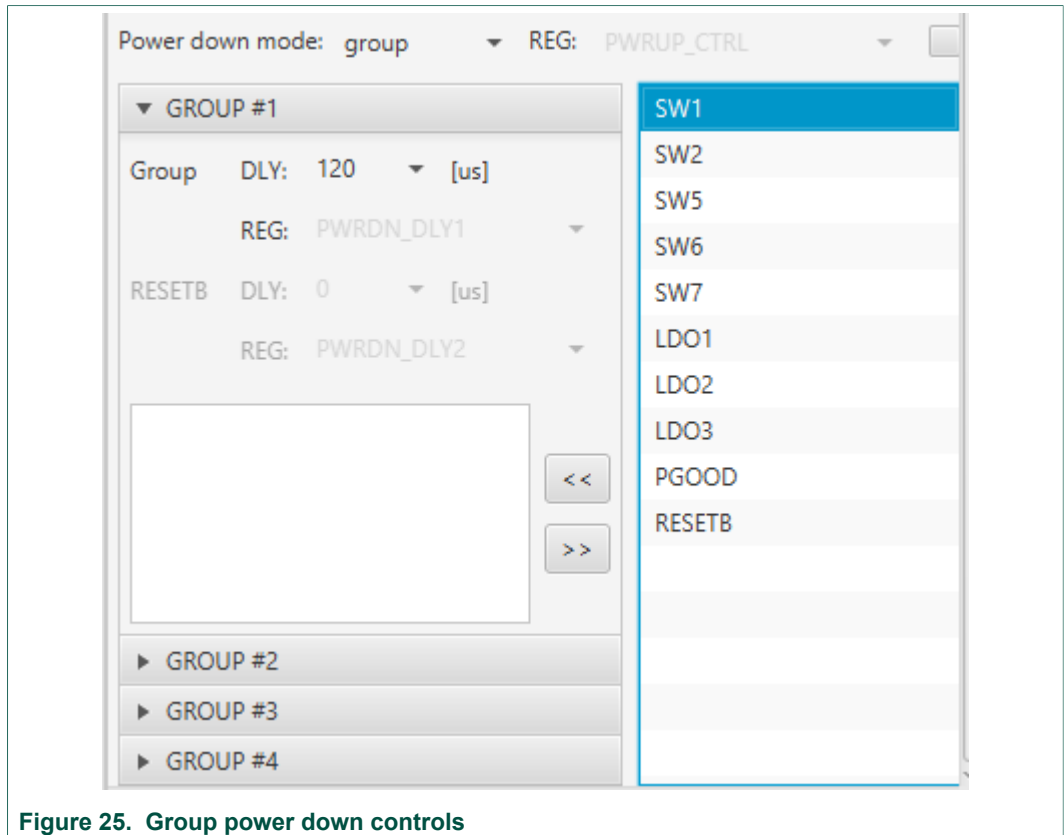 Power down mode: group REG: PWRUP_CTRL
GROUP #1
Group DLY: 120 [us]
REG: PWRDN_DLY1
RESETB DLY: 0 [us]
REG: PWRDN_DLY2
<<
>>
GROUP #2
GROUP #3
GROUP #4
SW1
SW2
SW5
SW6
SW7
LDO1
LDO2
LDO3
PGOOD
RESETB
Figure 25. Group power down controls